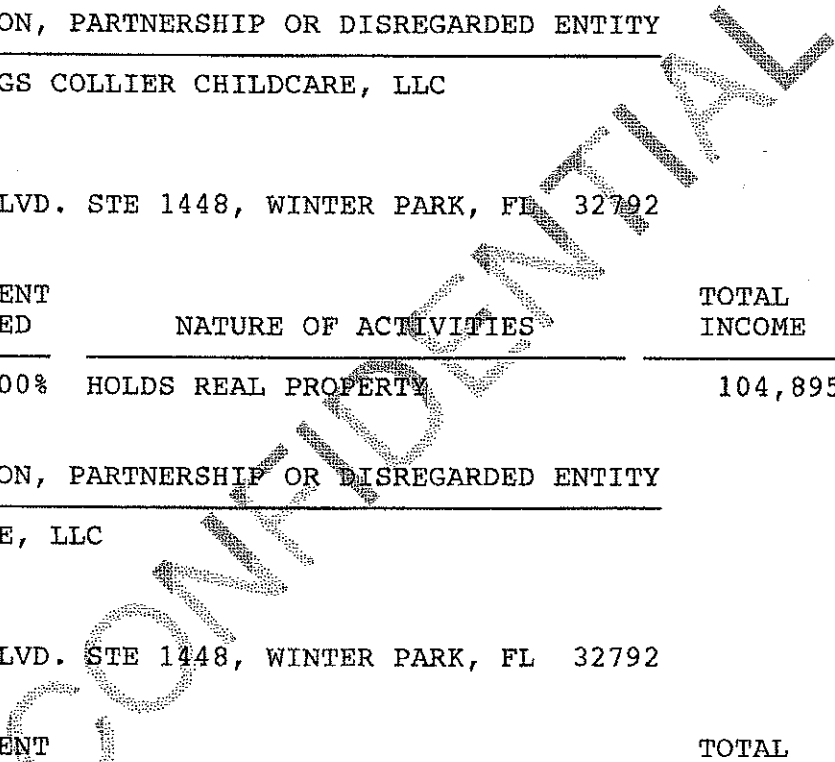 ON, PARTNERSHIP OR DISREGARDED ENTITY
GS COLLIER CHILDCARE, LLC
LVD. STE 1448, WINTER PARK, FL 32792
ENT TOTAL
ED NATURE OF ACTIVITIES INCOME
00% HOLDS REAL PROPERTY 104,895
ON, PARTNERSHIP OR DISREGARDED ENTITY
E, LLC
LVD. STE 1448, WINTER PARK, FL 32792
ENT TOTAL
CONFIDENTIAL